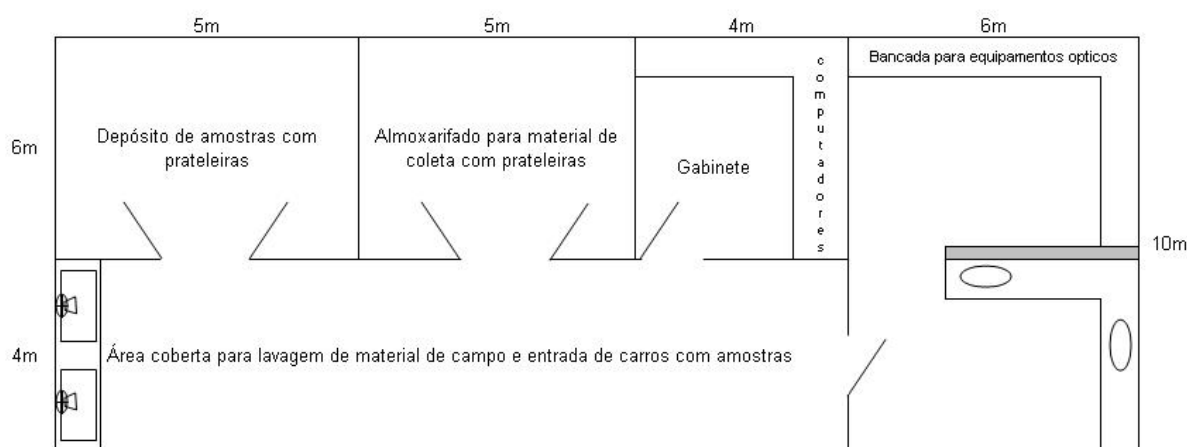 5m
5m
4m
6m
Bancada para equipamentos opticos
computadores
6m
Depósito de amostras com
prateleiras
Almoxarifado para material de
coleta com prateleiras
Gabinete
10m
4m
Área coberta para lavagem de material de campo e entrada de carros com amostras